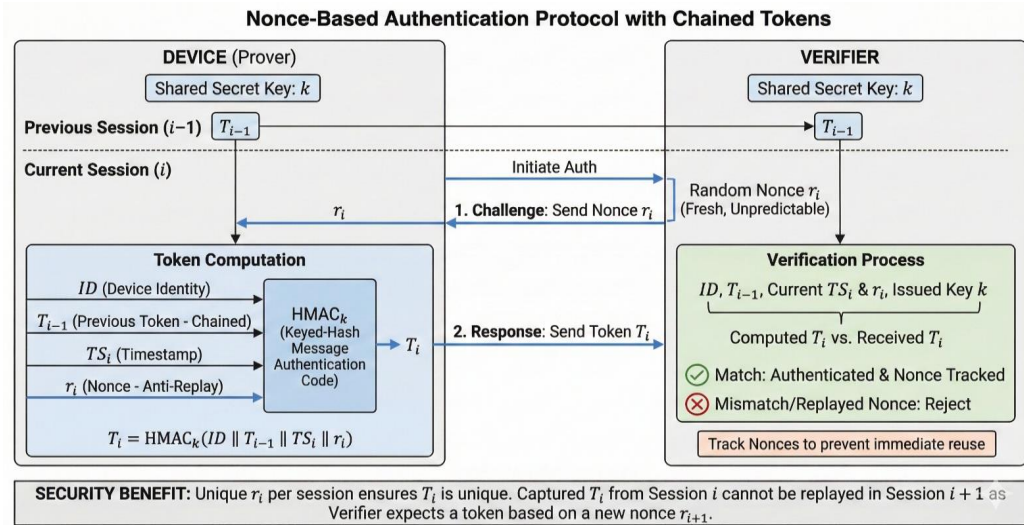 Nonce-Based Authentication Protocol with Chained Tokens
DEVICE (Prover)
Shared Secret Key: k
Previous Session (i−1)
T_{i−1}
Current Session (i)
r_i
Token Computation
ID (Device Identity)
T_{i−1} (Previous Token - Chained)
TS_i (Timestamp)
r_i (Nonce - Anti-Replay)
HMAC_k
(Keyed-Hash
Message
Authentication
Code)
T_i
T_i = HMAC_k(ID ∥ T_{i−1} ∥ TS_i ∥ r_i)
Initiate Auth
1. Challenge: Send Nonce r_i
2. Response: Send Token T_i
VERIFIER
Shared Secret Key: k
T_{i−1}
Random Nonce r_i
(Fresh, Unpredictable)
Verification Process
ID, T_{i−1}, Current TS_i & r_i, Issued Key k
Computed T_i vs. Received T_i
Match: Authenticated & Nonce Tracked
Mismatch/Replayed Nonce: Reject
Track Nonces to prevent immediate reuse
SECURITY BENEFIT: Unique r_i per session ensures T_i is unique. Captured T_i from Session i cannot be replayed in Session i + 1 as
Verifier expects a token based on a new nonce r_{i+1}.